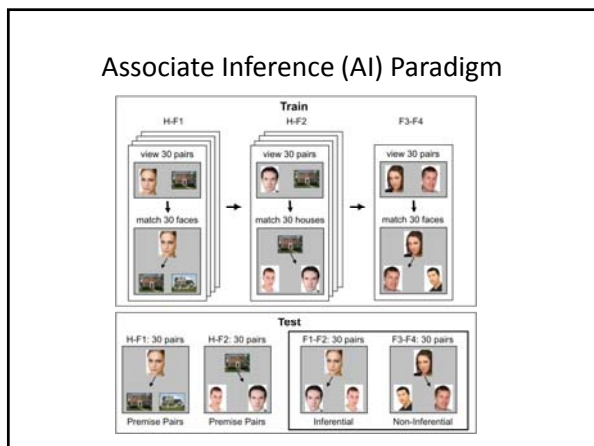 Associate Inference (AI) Paradigm
Train
H-F1 H-F2 F3-F4
view 30 pairs view 30 pairs view 30 pairs
match 30 faces match 30 houses match 30 faces
Test
H-F1: 30 pairs H-F2: 30 pairs F1-F2: 30 pairs F3-F4: 30 pairs
Premise Pairs Premise Pairs Inferential Non-Inferential